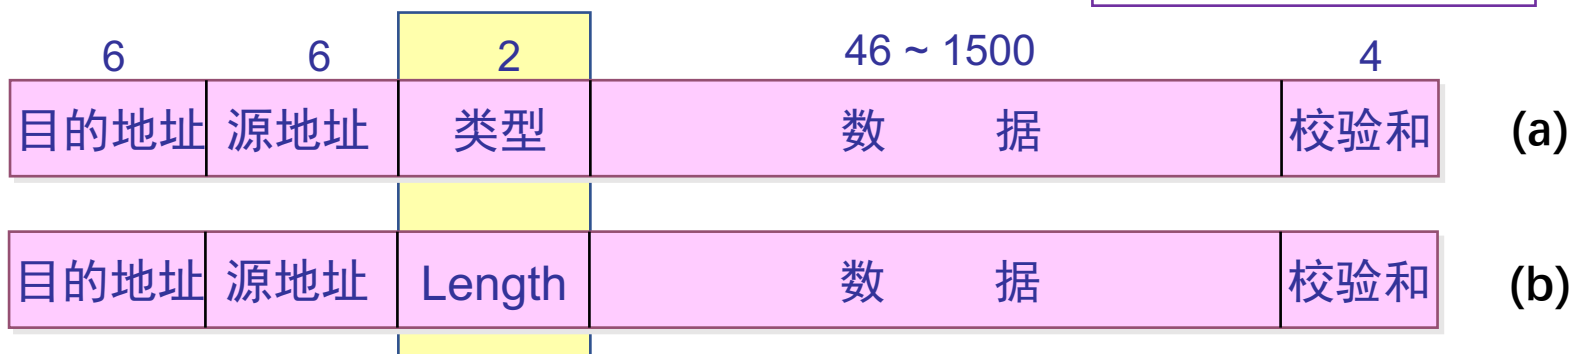 6 6 2 46 ~ 1500 4
目的地址 源地址 类型 数 据 校验和 (a)
目的地址 源地址 Length 数 据 校验和 (b)